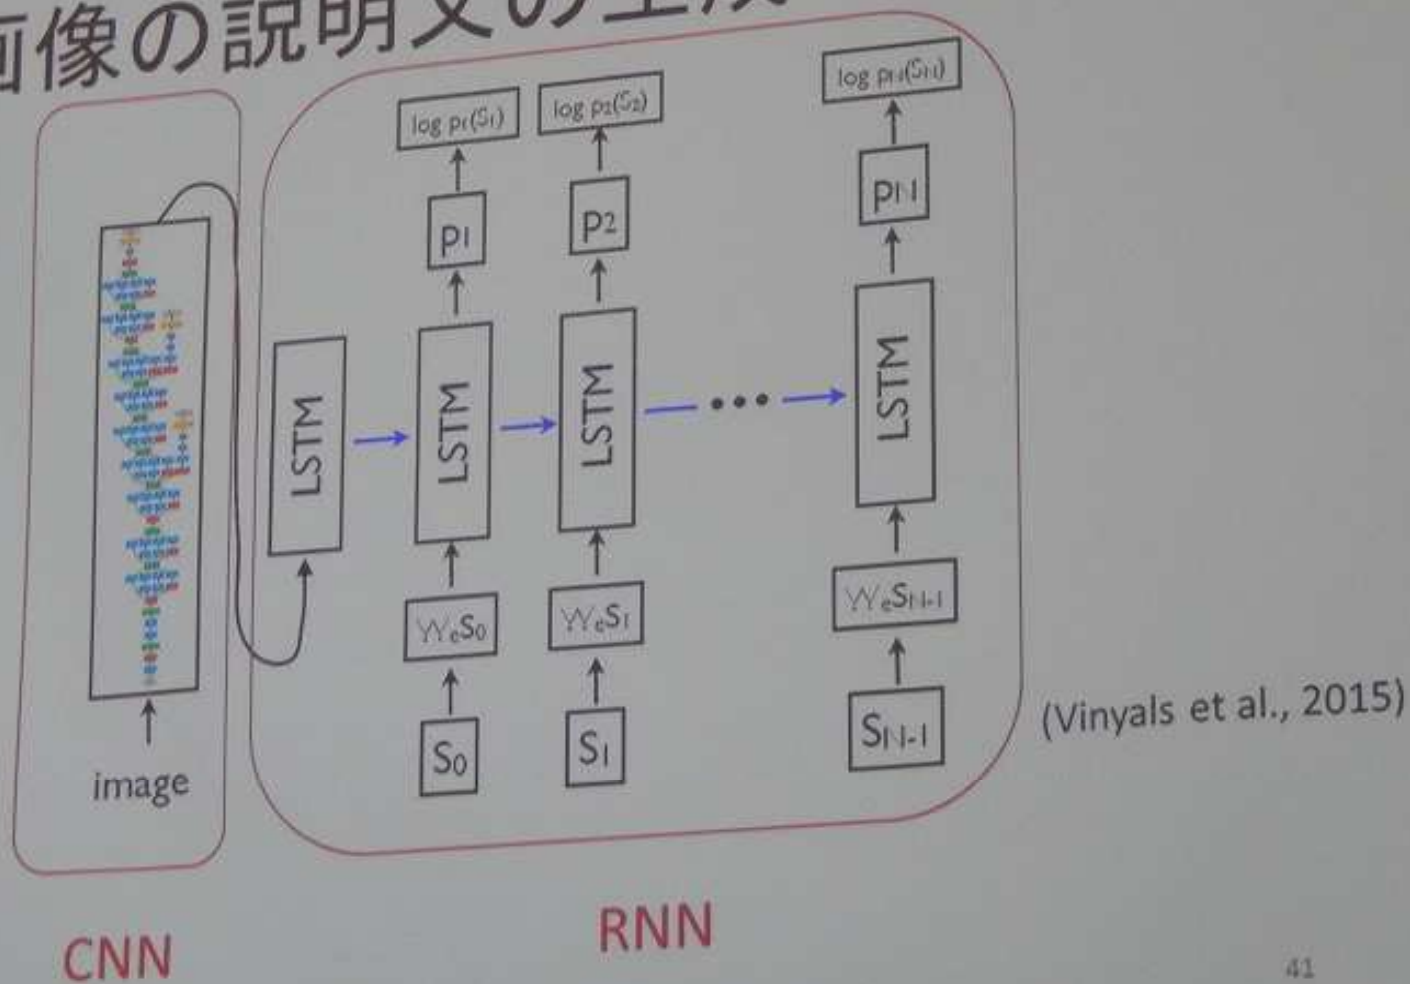 画像の説明文の生成
log p1(S1)
log p2(S2)
log pN(SN)
p1
p2
pN
LSTM
LSTM
LSTM
LSTM
WeS0
WeS1
WeSN-1
S0
S1
SN-1
image
(Vinyals et al., 2015)
CNN
RNN
41